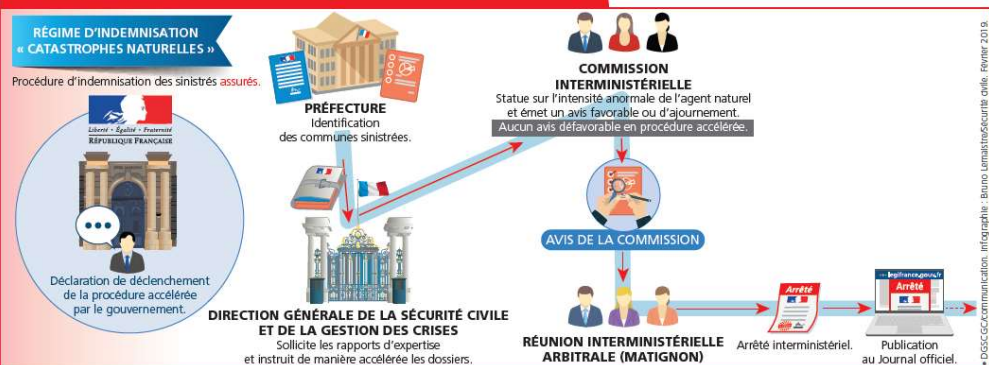 RÉGIME D'INDEMNISATION
« CATASTROPHES NATURELLES »
Procédure d'indemnisation des sinistrés assurés.
Liberté • Égalité • Fraternité
RÉPUBLIQUE FRANÇAISE
Déclaration de déclenchement
de la procédure accélérée
par le gouvernement.
PRÉFECTURE
Identification
des communes sinistrées.
DIRECTION GÉNÉRALE DE LA SÉCURITÉ CIVILE
ET DE LA GESTION DES CRISES
Sollicite les rapports d'expertise
et instruit de manière accélérée les dossiers.
COMMISSION
INTERMINISTÉRIELLE
Statue sur l'intensité anormale de l'agent naturel
et émet un avis favorable ou d'ajournement.
Aucun avis défavorable en procédure accélérée.
AVIS DE LA COMMISSION
RÉUNION INTERMINISTÉRIELLE
ARBITRALE (MATIGNON)
Arrêté
Arrêté interministériel.
legifrance.gouv.fr
Arrêté
Publication
au Journal officiel.
• DGSCGC/communication. Infographie : Bruno Lemaistre/Sécurité civile. Février 2019.